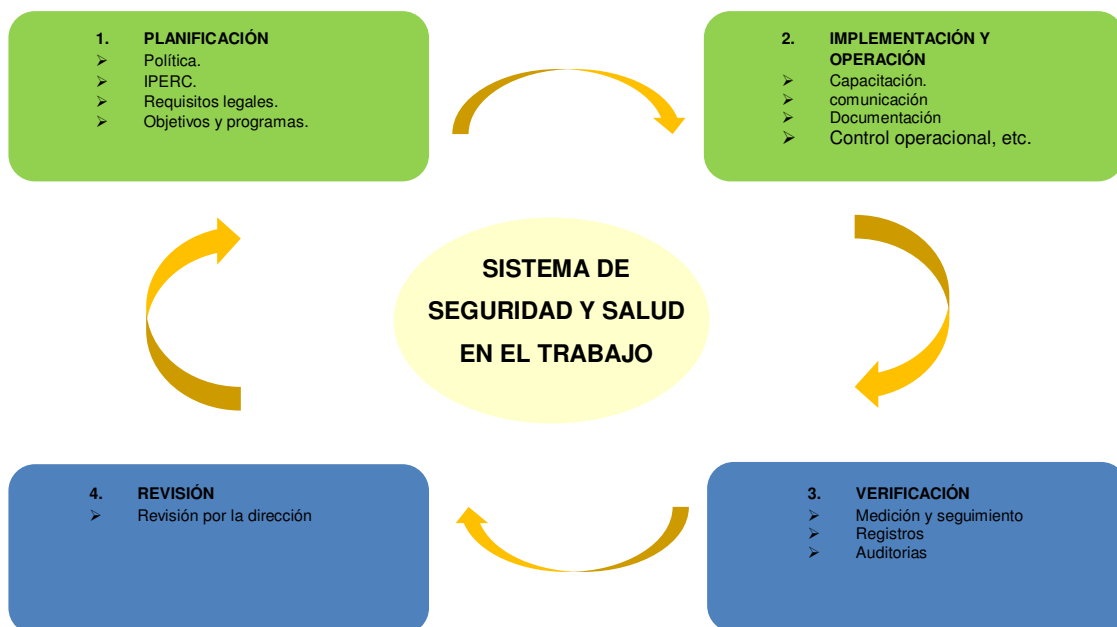 1. PLANIFICACIÓN
➢ Política.
➢ IPERC.
➢ Requisitos legales.
➢ Objetivos y programas.
2. IMPLEMENTACIÓN Y
OPERACIÓN
➢ Capacitación.
➢ comunicación
➢ Documentación
➢ Control operacional, etc.
SISTEMA DE
SEGURIDAD Y SALUD
EN EL TRABAJO
4. REVISIÓN
➢ Revisión por la dirección
3. VERIFICACIÓN
➢ Medición y seguimiento
➢ Registros
➢ Auditorias